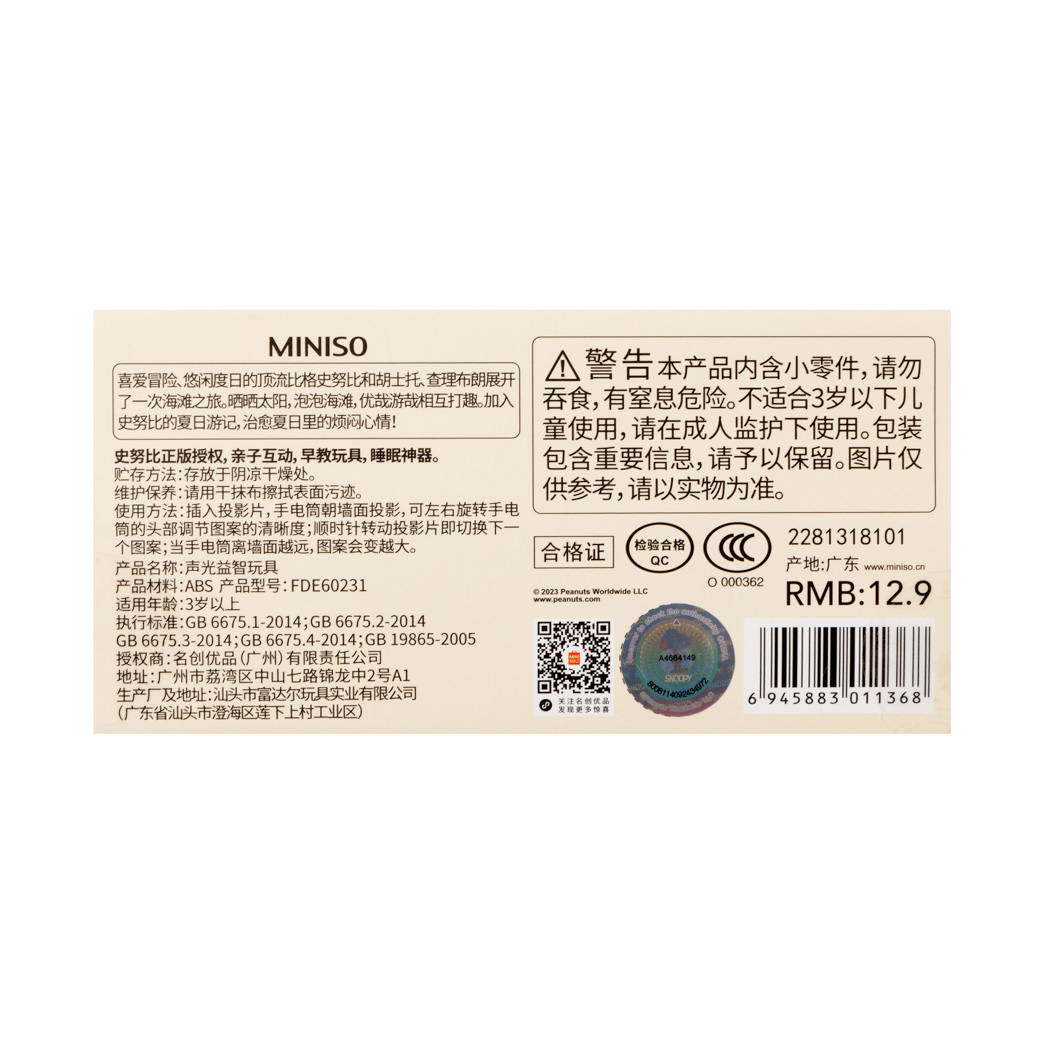 MINISO
喜爱冒险、悠闲度日的顶流比格史努比和胡士托、查理布朗展开
了一次海滩之旅。晒晒太阳，泡泡海滩，优哉游哉相互打趣。加入
史努比的夏日游记，治愈夏日里的烦闷心情！
史努比正版授权，亲子互动，早教玩具，睡眠神器。
贮存方法：存放于阴凉干燥处。
维护保养：请用干抹布擦拭表面污迹。
使用方法：插入投影片，手电筒朝墙面投影，可左右旋转手电
筒的头部调节图案的清晰度；顺时针转动投影片即切换下一
个图案；当手电筒离墙面越远，图案会变越大。
产品名称：声光益智玩具
产品材料：ABS 产品型号：FDE60231
适用年龄：3岁以上
执行标准：GB 6675.1-2014；GB 6675.2-2014
GB 6675.3-2014；GB 6675.4-2014；GB 19865-2005
授权商：名创优品（广州）有限责任公司
地址：广州市荔湾区中山七路锦龙中2号A1
生产厂及地址：汕头市富达尔玩具实业有限公司
（广东省汕头市澄海区莲下上村工业区）
警告本产品内含小零件，请勿
吞食，有窒息危险。不适合3岁以下儿
童使用，请在成人监护下使用。包装
包含重要信息，请予以保留。图片仅
供参考，请以实物为准。
合格证
检验合格
QC
CCC
O 000362
2281318101
产地：广东 www.miniso.cn
RMB:12.9
© 2023 Peanuts Worldwide LLC
www.peanuts.com
关注名创优品
发现更多惊喜
A4664149
SNOOPY
6 945883 011368